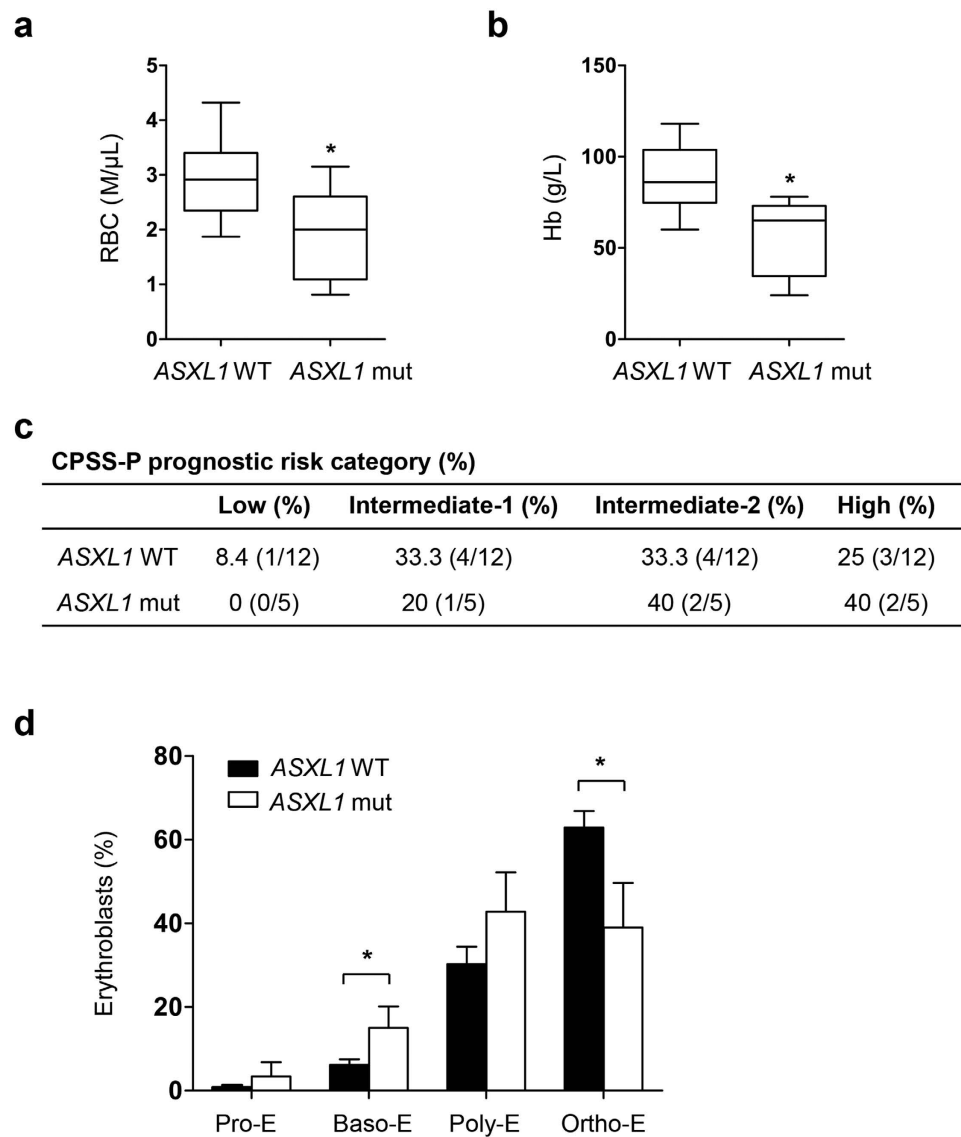 a
5
4
3
2
1
0
RBC (M/µL)
*
ASXL1 WT
ASXL1 mut
b
150
100
50
0
Hb (g/L)
*
ASXL1 WT
ASXL1 mut
c
CPSS-P prognostic risk category (%)
Low (%) Intermediate-1 (%) Intermediate-2 (%) High (%)
ASXL1 WT 8.4 (1/12) 33.3 (4/12) 33.3 (4/12) 25 (3/12)
ASXL1 mut 0 (0/5) 20 (1/5) 40 (2/5) 40 (2/5)
d
80
60
40
20
0
Erythroblasts (%)
ASXL1 WT
ASXL1 mut
*
*
Pro-E Baso-E Poly-E Ortho-E